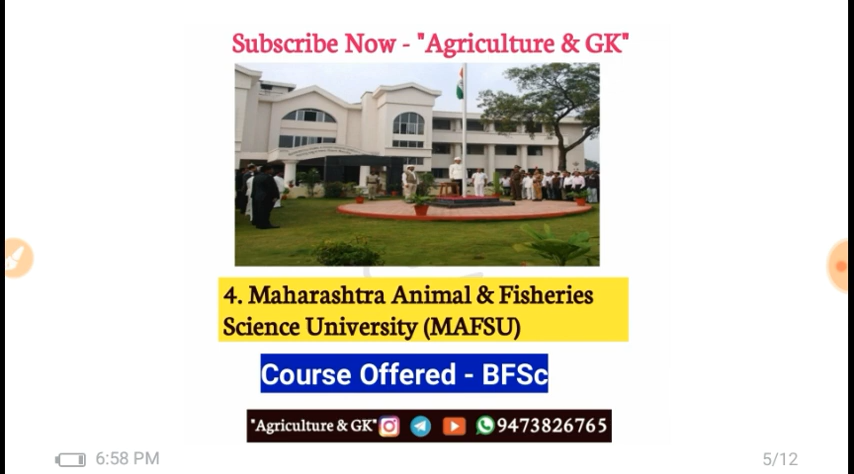 Subscribe Now - "Agriculture & GK"
4. Maharashtra Animal & Fisheries
Science University (MAFSU)
Course Offered - BFSc
"Agriculture & GK" 9473826765
6:58 PM
5/12